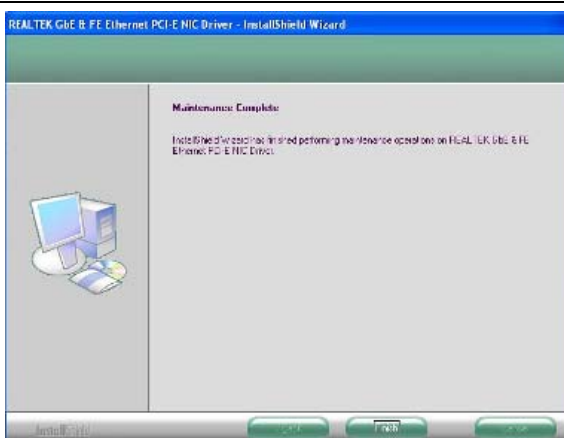 REALTEK GbE & FE Ethernet PCI-E NIC Driver - InstallShield Wizard
Maintenance Complete
InstallShield Wizard has finished performing maintenance operations on REALTEK GbE & FE
Ethernet PCI-E NIC Driver.
InstallShield
Finish